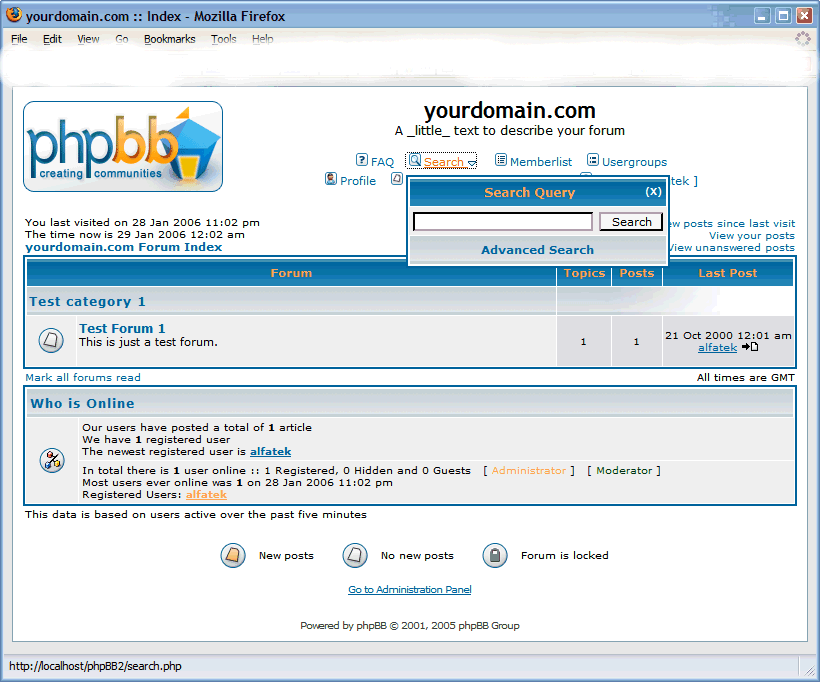 yourdomain.com :: Index - Mozilla Firefox
File Edit View Go Bookmarks Tools Help
phpBB
creating communities
yourdomain.com
A _little_ text to describe your forum
FAQ Search Memberlist Usergroups
Profile tek ]
Search Query (X)
Search
Advanced Search
You last visited on 28 Jan 2006 11:02 pm
The time now is 29 Jan 2006 12:02 am
yourdomain.com Forum Index
posts since last visit
View your posts
View unanswered posts
Forum Topics Posts Last Post
Test category 1
Test Forum 1
This is just a test forum.
1 1
21 Oct 2000 12:01 am
alfatek
Mark all forums read
All times are GMT
Who is Online
Our users have posted a total of 1 article
We have 1 registered user
The newest registered user is alfatek
In total there is 1 user online :: 1 Registered, 0 Hidden and 0 Guests [ Administrator ] [ Moderator ]
Most users ever online was 1 on 28 Jan 2006 11:02 pm
Registered Users: alfatek
This data is based on users active over the past five minutes
New posts No new posts Forum is locked
Go to Administration Panel
Powered by phpBB © 2001, 2005 phpBB Group
http://localhost/phpBB2/search.php